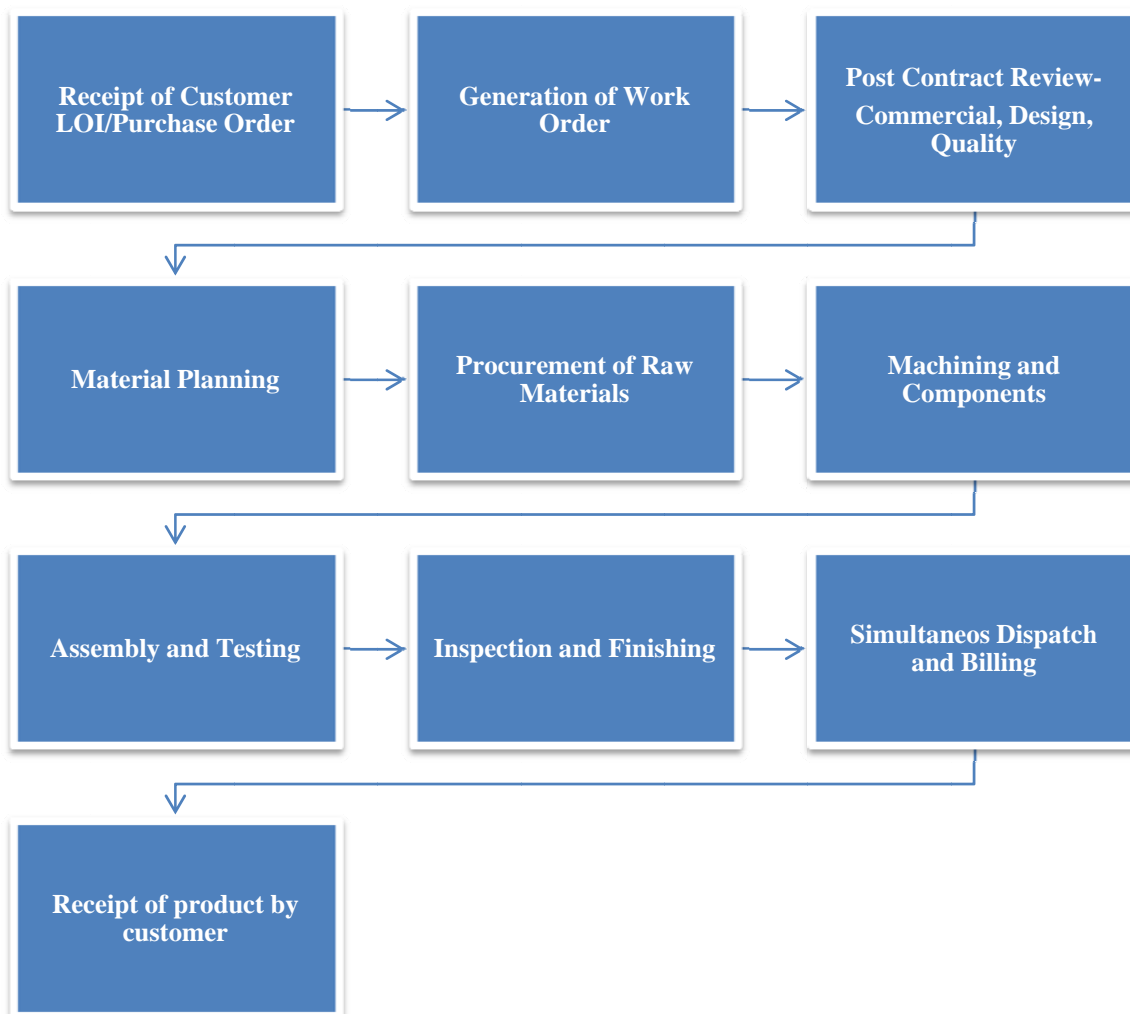 Receipt of Customer
LOI/Purchase Order
Generation of Work
Order
Post Contract Review-
Commercial, Design,
Quality
Material Planning
Procurement of Raw
Materials
Machining and
Components
Assembly and Testing
Inspection and Finishing
Simultaneos Dispatch
and Billing
Receipt of product by
customer